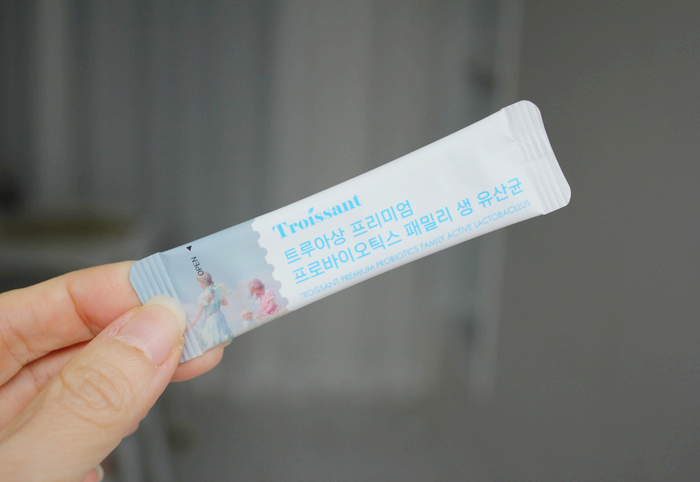 OPEN
Troissant
트루아상 프리미엄
프로바이오틱스 패밀리 생 유산균
TROISSANT PREMIUM PROBIOTICS FAMILY ACTIVE LACTOBACILLUS